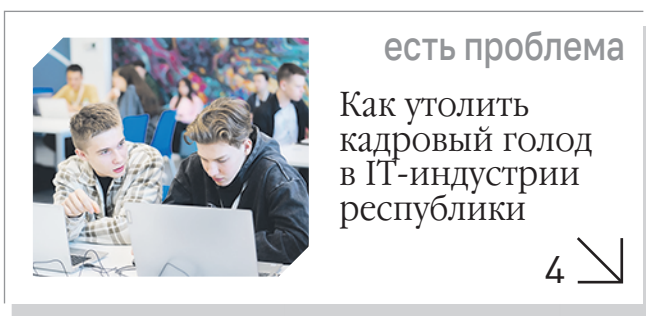 есть проблема
Как утолить
кадровый голод
в IT-индустрии
республики
4